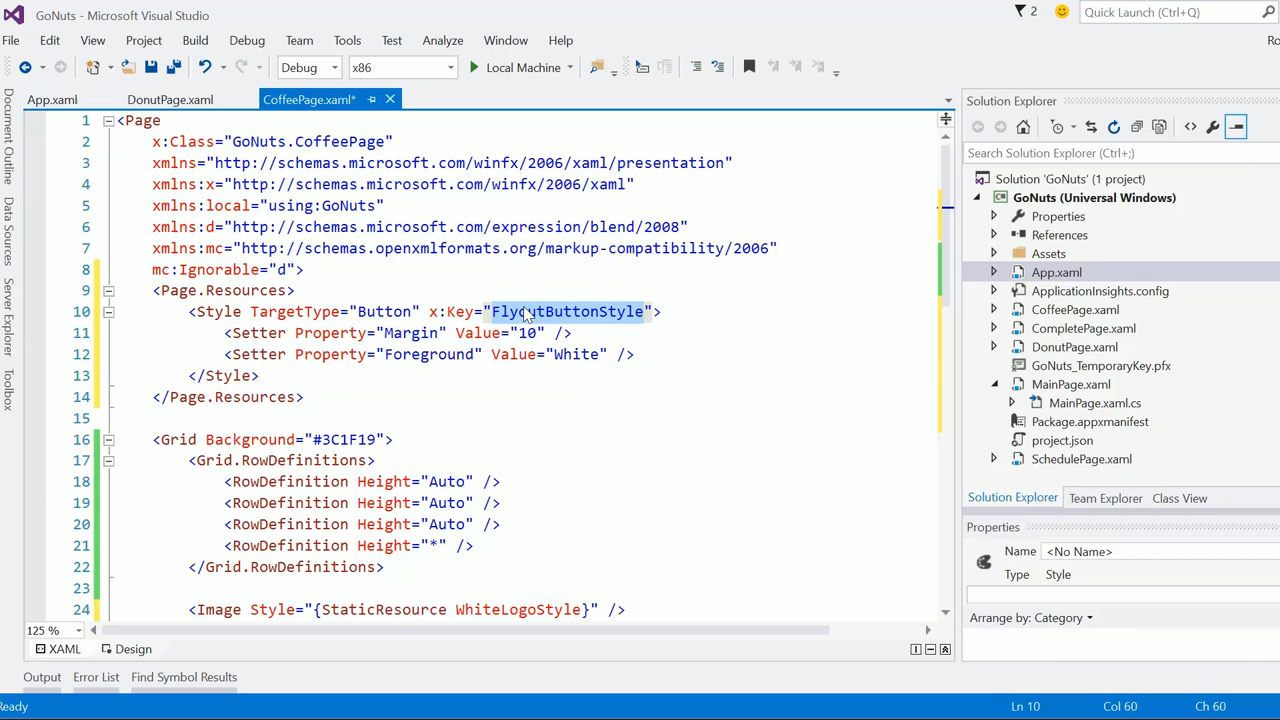 GoNuts - Microsoft Visual Studio
2
Quick Launch (Ctrl+Q)
File Edit View Project Build Debug Team Tools Test Analyze Window Help
Ro
Debug x86 Local Machine
App.xaml DonutPage.xaml CoffeePage.xaml*
Document Outline
Data Sources
Server Explorer
Toolbox
1 <Page
2 x:Class="GoNuts.CoffeePage"
3 xmlns="http://schemas.microsoft.com/winfx/2006/xaml/presentation"
4 xmlns:x="http://schemas.microsoft.com/winfx/2006/xaml"
5 xmlns:local="using:GoNuts"
6 xmlns:d="http://schemas.microsoft.com/expression/blend/2008"
7 xmlns:mc="http://schemas.openxmlformats.org/markup-compatibility/2006"
8 mc:Ignorable="d">
9 <Page.Resources>
10 <Style TargetType="Button" x:Key="FlyoutButtonStyle">
11 <Setter Property="Margin" Value="10" />
12 <Setter Property="Foreground" Value="White" />
13 </Style>
14 </Page.Resources>
15
16 <Grid Background="#3C1F19">
17 <Grid.RowDefinitions>
18 <RowDefinition Height="Auto" />
19 <RowDefinition Height="Auto" />
20 <RowDefinition Height="Auto" />
21 <RowDefinition Height="*" />
22 </Grid.RowDefinitions>
23
24 <Image Style="{StaticResource WhiteLogoStyle}" />
125 %
XAML Design
Output Error List Find Symbol Results
Solution Explorer
Search Solution Explorer (Ctrl+;)
Solution 'GoNuts' (1 project)
GoNuts (Universal Windows)
Properties
References
Assets
App.xaml
ApplicationInsights.config
CoffeePage.xaml
CompletePage.xaml
DonutPage.xaml
GoNuts_TemporaryKey.pfx
MainPage.xaml
MainPage.xaml.cs
Package.appxmanifest
project.json
SchedulePage.xaml
Solution Explorer Team Explorer Class View
Properties
Name <No Name>
Type Style
Arrange by: Category
eady Ln 10 Col 60 Ch 60